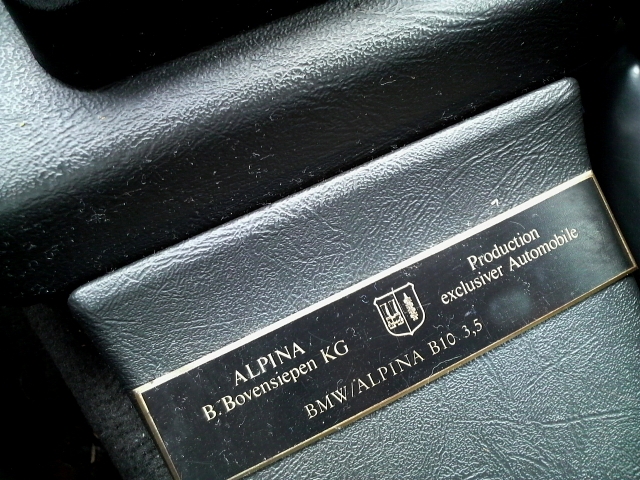 ALPINA
B. Bovensiepen KG
Production
exclusiver Automobile
BMW/ALPINA B10 3,5